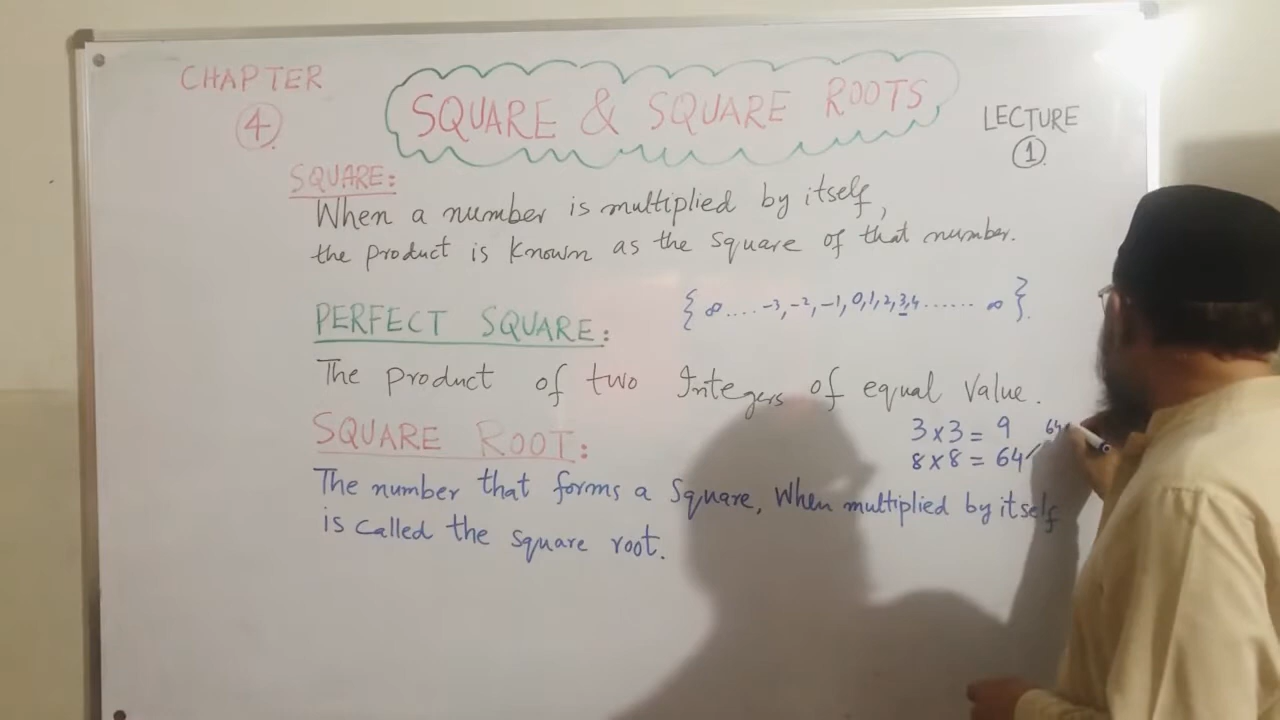 CHAPTER
4.
SQUARE & SQUARE ROOTS
LECTURE
1.
SQUARE:
When a number is multiplied by itself,
the product is known as the square of that number.
{ ∞ .... -3, -2, -1, 0, 1, 2, 3, 4 ...... ∞ }.
PERFECT SQUARE:
The product of two Integers of equal Value.
SQUARE ROOT:
3 x 3 = 9
8 x 8 = 64
The number that forms a Square, When multiplied by itself
is called the square root.